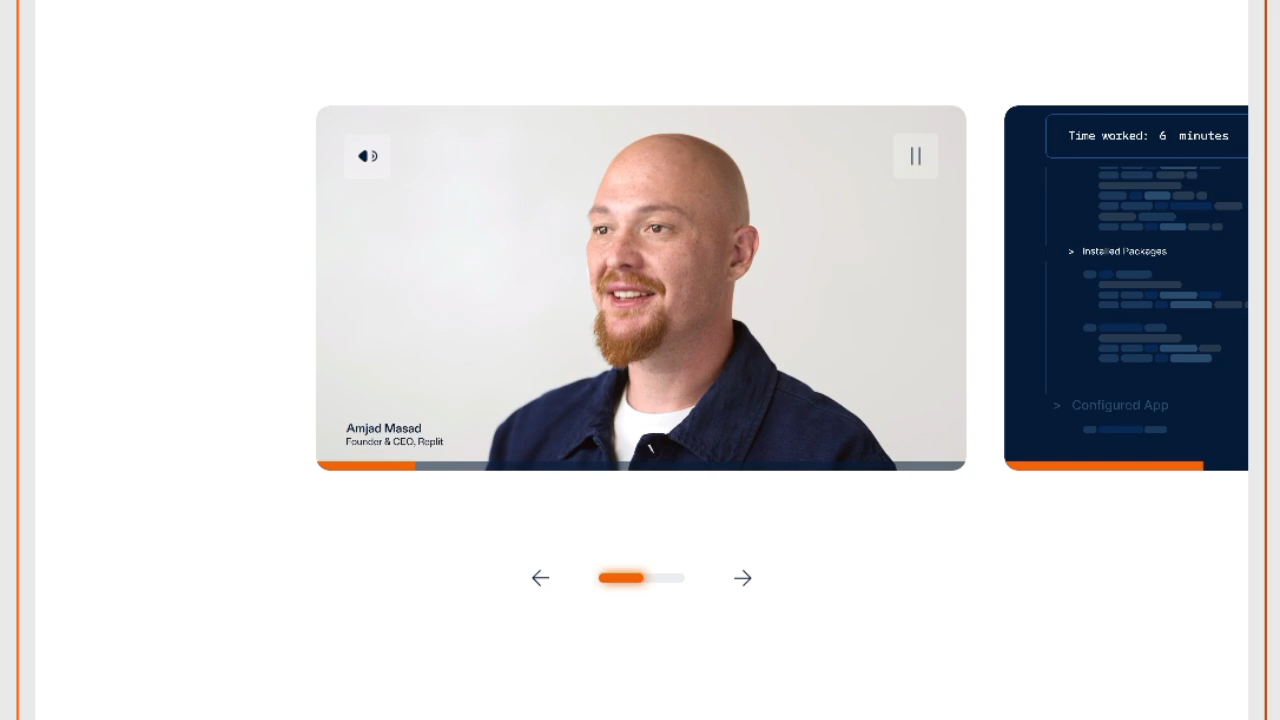 Time worked: 6 minutes
> Installed Packages
> Configured App
Amjad Masad
Founder & CEO, Replit